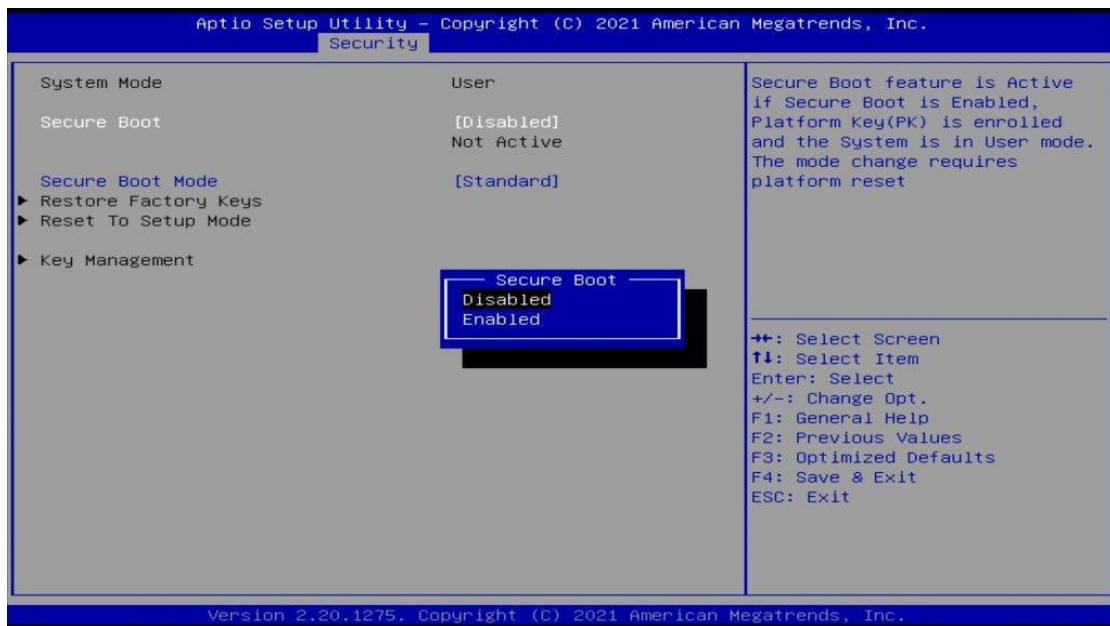 Aptio Setup Utility – Copyright (C) 2021 American Megatrends, Inc.
Security
System Mode User
Secure Boot [Disabled]
Not Active
Secure Boot Mode [Standard]
▶ Restore Factory Keys
▶ Reset To Setup Mode
▶ Key Management
Secure Boot
Disabled
Enabled
Secure Boot feature is Active
if Secure Boot is Enabled,
Platform Key(PK) is enrolled
and the System is in User mode.
The mode change requires
platform reset
→←: Select Screen
↑↓: Select Item
Enter: Select
+/-: Change Opt.
F1: General Help
F2: Previous Values
F3: Optimized Defaults
F4: Save & Exit
ESC: Exit
Version 2.20.1275. Copyright (C) 2021 American Megatrends, Inc.